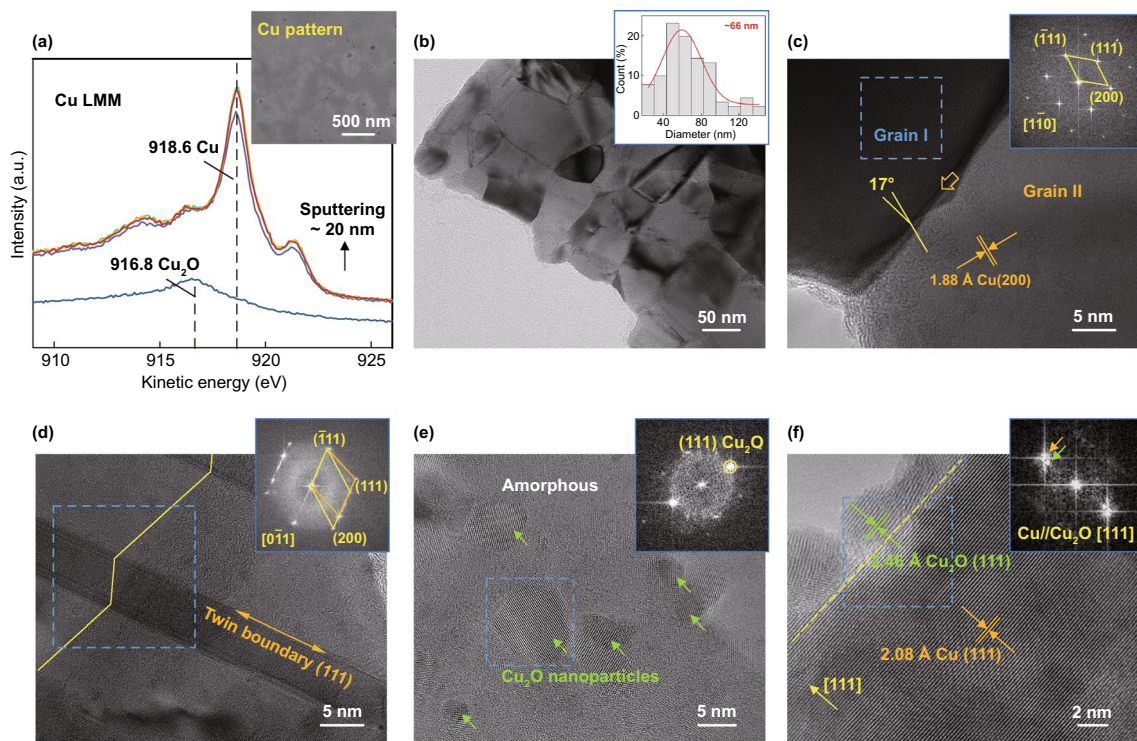 (a)
Cu pattern
500 nm
Cu LMM
918.6 Cu
Sputtering
~ 20 nm
916.8 Cu₂O
Intensity (a.u.)
910 915 920 925
Kinetic energy (eV)
(b)
~66 nm
20
10
0
Count (%)
40 80 120
Diameter (nm)
50 nm
(c)
(1̄11)
(111)
(200)
[11̄0]
Grain I
17°
Grain II
1.88 Å Cu(200)
5 nm
(d)
(1̄11)
(111)
[01̄1]
(200)
Twin boundary (111)
5 nm
(e)
(111) Cu₂O
Amorphous
Cu₂O nanoparticles
5 nm
(f)
Cu//Cu₂O [111]
2.46 Å Cu₂O (111)
2.08 Å Cu (111)
[111]
2 nm